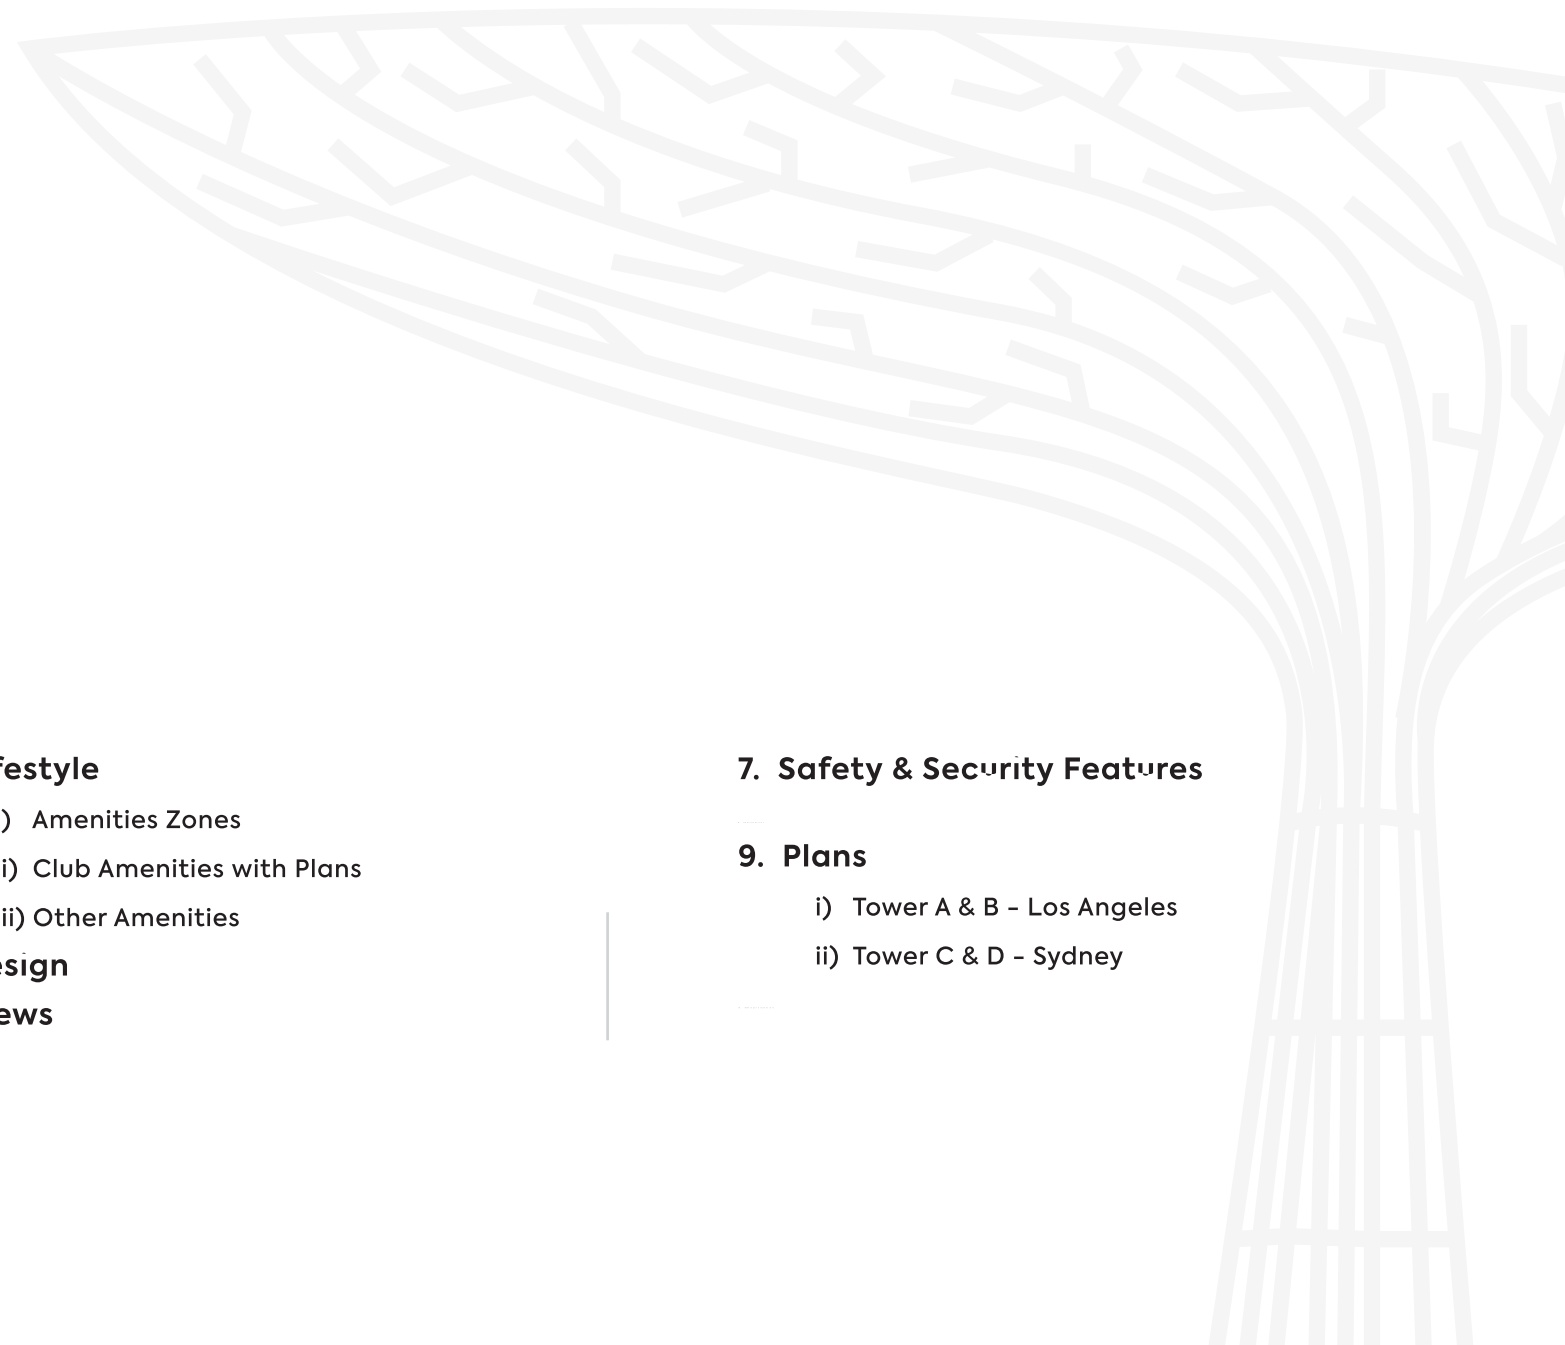 festyle
) Amenities Zones
i) Club Amenities with Plans
ii) Other Amenities
esign
ews
7. Safety & Security Features
9. Plans
i) Tower A & B - Los Angeles
ii) Tower C & D - Sydney